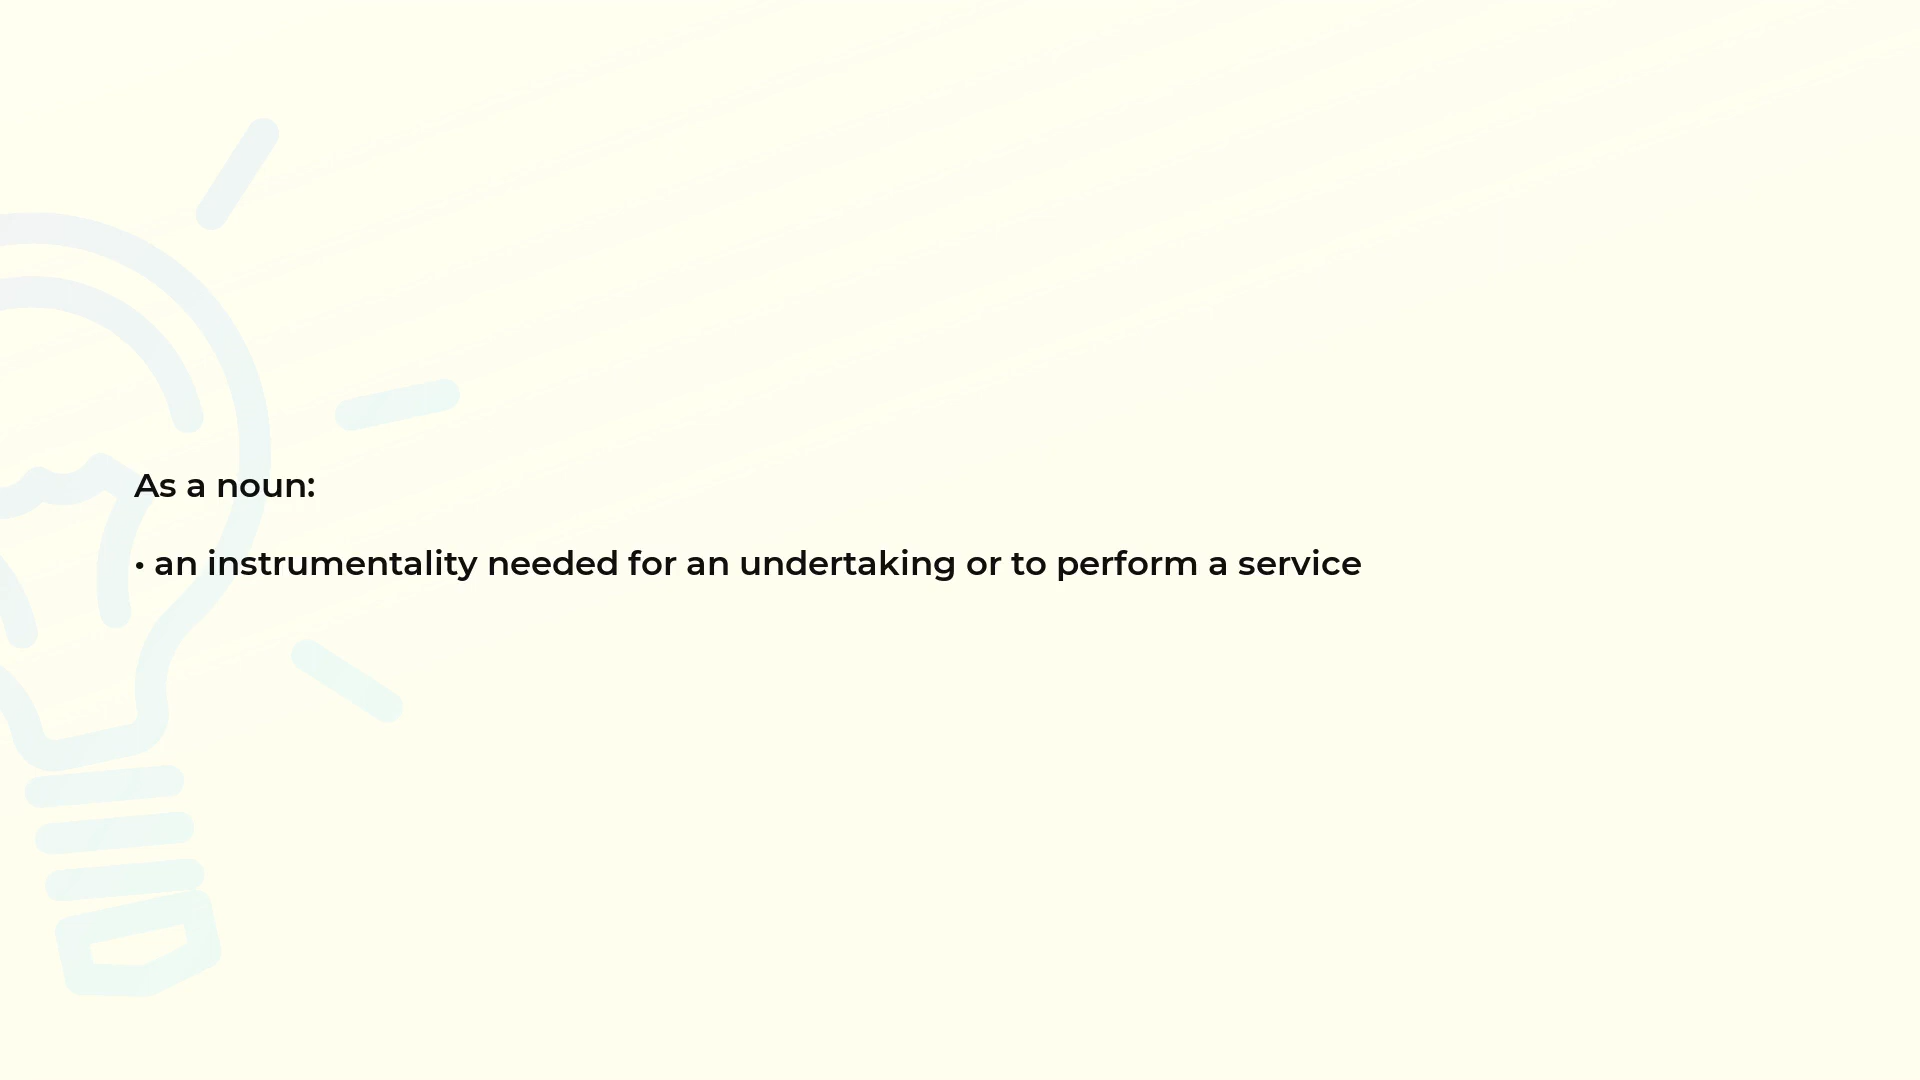 As a noun:
• an instrumentality needed for an undertaking or to perform a service